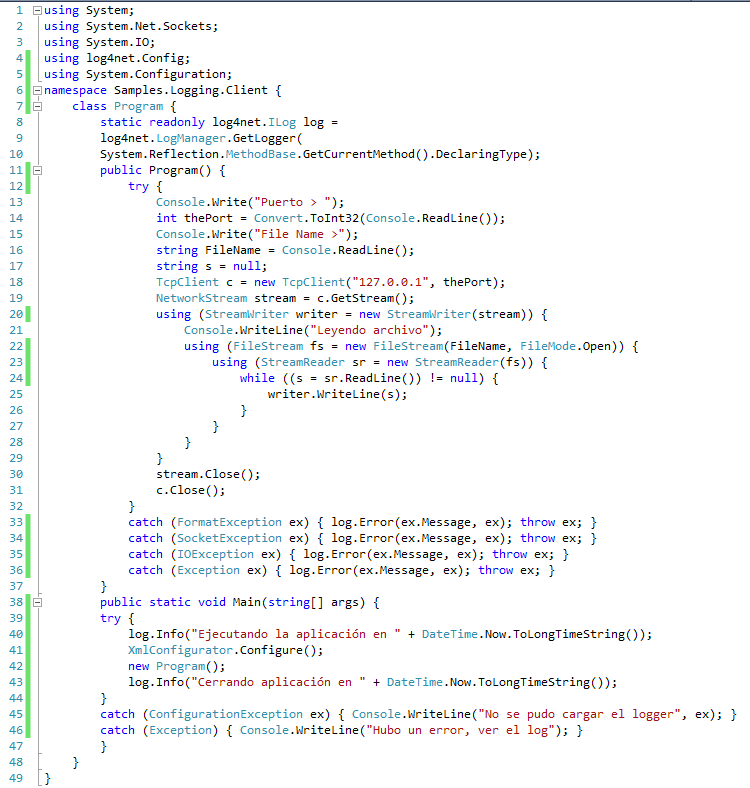 1 using System;
2 using System.Net.Sockets;
3 using System.IO;
4 using log4net.Config;
5 using System.Configuration;
6 namespace Samples.Logging.Client {
7     class Program {
8         static readonly log4net.ILog log =
9         log4net.LogManager.GetLogger(
10         System.Reflection.MethodBase.GetCurrentMethod().DeclaringType);
11         public Program() {
12             try {
13                 Console.Write("Puerto > ");
14                 int thePort = Convert.ToInt32(Console.ReadLine());
15                 Console.Write("File Name >");
16                 string FileName = Console.ReadLine();
17                 string s = null;
18                 TcpClient c = new TcpClient("127.0.0.1", thePort);
19                 NetworkStream stream = c.GetStream();
20                 using (StreamWriter writer = new StreamWriter(stream)) {
21                     Console.WriteLine("Leyendo archivo");
22                     using (FileStream fs = new FileStream(FileName, FileMode.Open)) {
23                         using (StreamReader sr = new StreamReader(fs)) {
24                             while ((s = sr.ReadLine()) != null) {
25                                 writer.WriteLine(s);
26                             }
27                         }
28                     }
29                 }
30                 stream.Close();
31                 c.Close();
32             }
33             catch (FormatException ex) { log.Error(ex.Message, ex); throw ex; }
34             catch (SocketException ex) { log.Error(ex.Message, ex); throw ex; }
35             catch (IOException ex) { log.Error(ex.Message, ex); throw ex; }
36             catch (Exception ex) { log.Error(ex.Message, ex); throw ex; }
37         }
38         public static void Main(string[] args) {
39         try {
40             log.Info("Ejecutando la aplicación en " + DateTime.Now.ToLongTimeString());
41             XmlConfigurator.Configure();
42             new Program();
43             log.Info("Cerrando aplicación en " + DateTime.Now.ToLongTimeString());
44         }
45         catch (ConfigurationException ex) { Console.WriteLine("No se pudo cargar el logger", ex); }
46         catch (Exception) { Console.WriteLine("Hubo un error, ver el log"); }
47         }
48     }
49 }